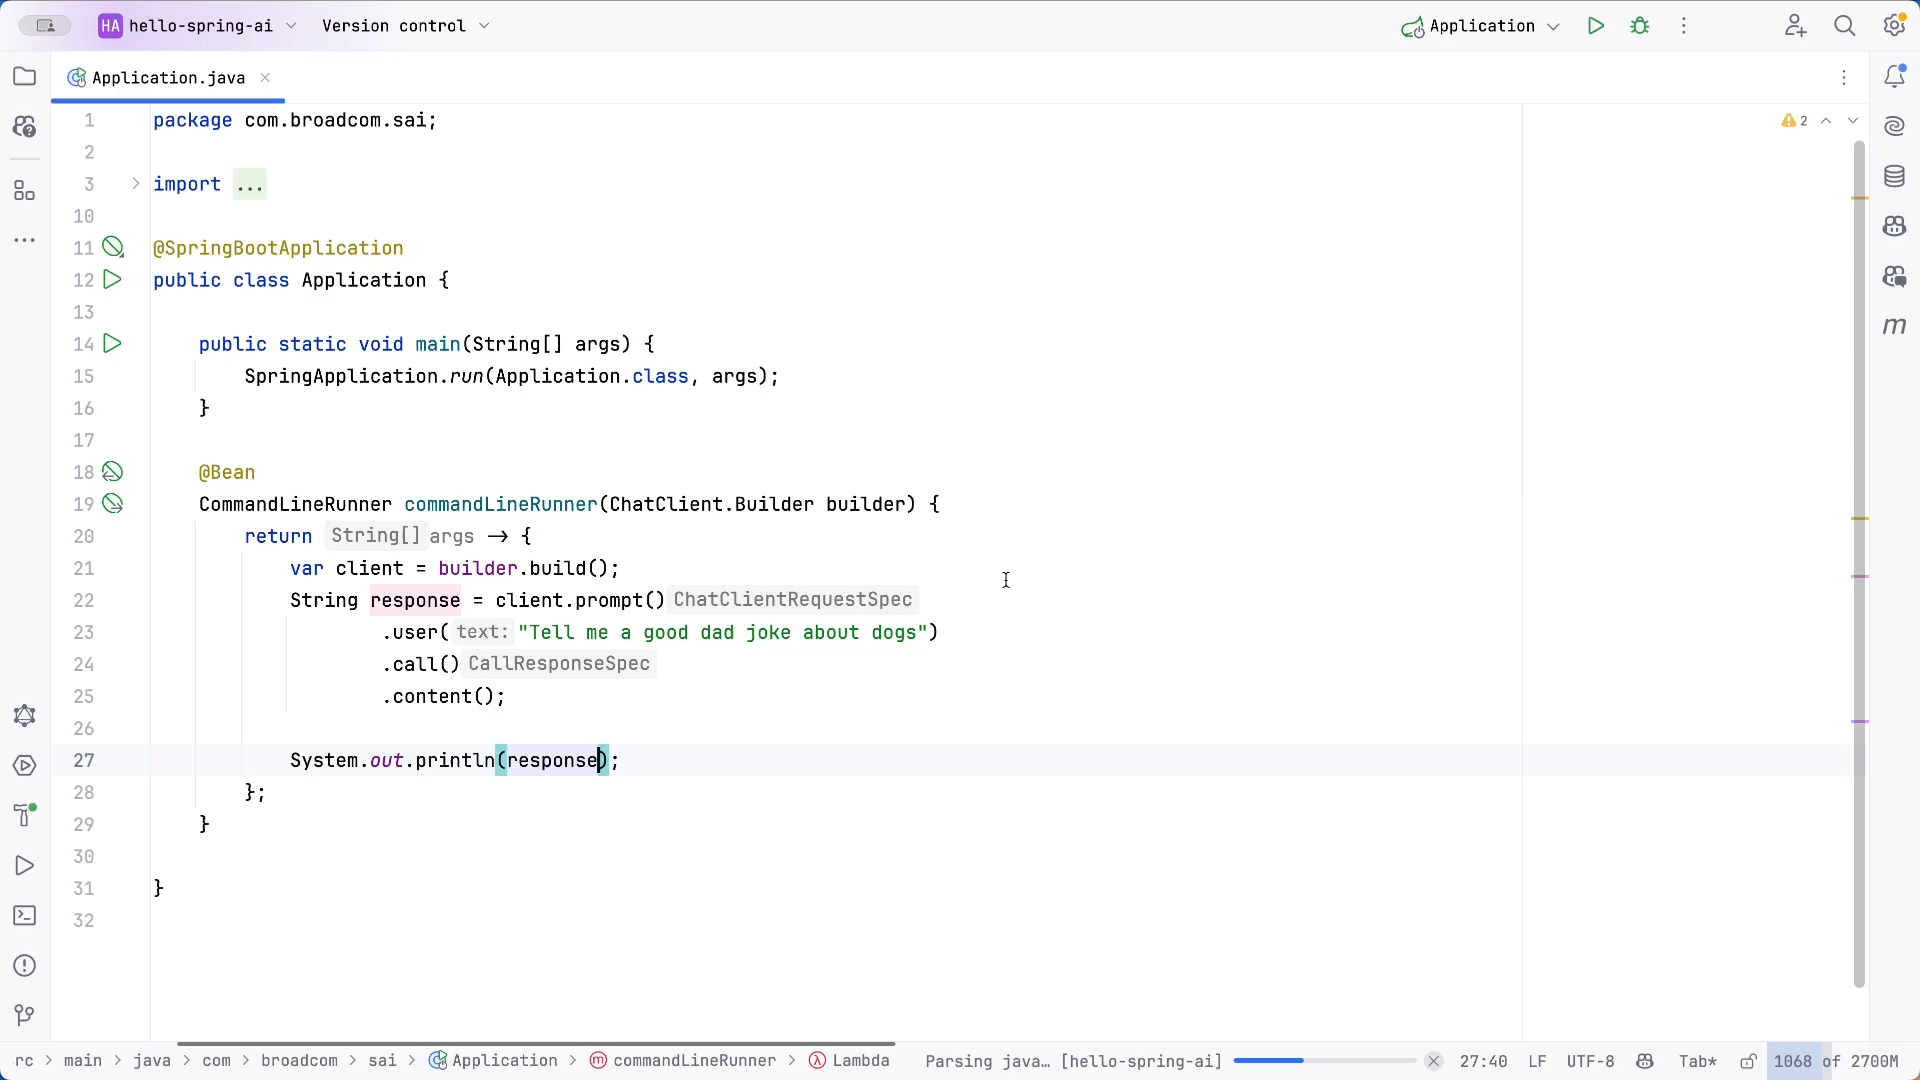 HA hello-spring-ai Version control Application
Application.java
1 package com.broadcom.sai;
2
3 import ...
10
11 @SpringBootApplication
12 public class Application {
13
14 public static void main(String[] args) {
15 SpringApplication.run(Application.class, args);
16 }
17
18 @Bean
19 CommandLineRunner commandLineRunner(ChatClient.Builder builder) {
20 return String[] args → {
21 var client = builder.build();
22 String response = client.prompt() ChatClientRequestSpec
23 .user( text: "Tell me a good dad joke about dogs")
24 .call() CallResponseSpec
25 .content();
26
27 System.out.println(response);
28 };
29 }
30
31 }
32
2
m
rc > main > java > com > broadcom > sai > Application > m commandLineRunner > λ Lambda Parsing java… [hello-spring-ai] 27:40 LF UTF-8 Tab* 1068 of 2700M